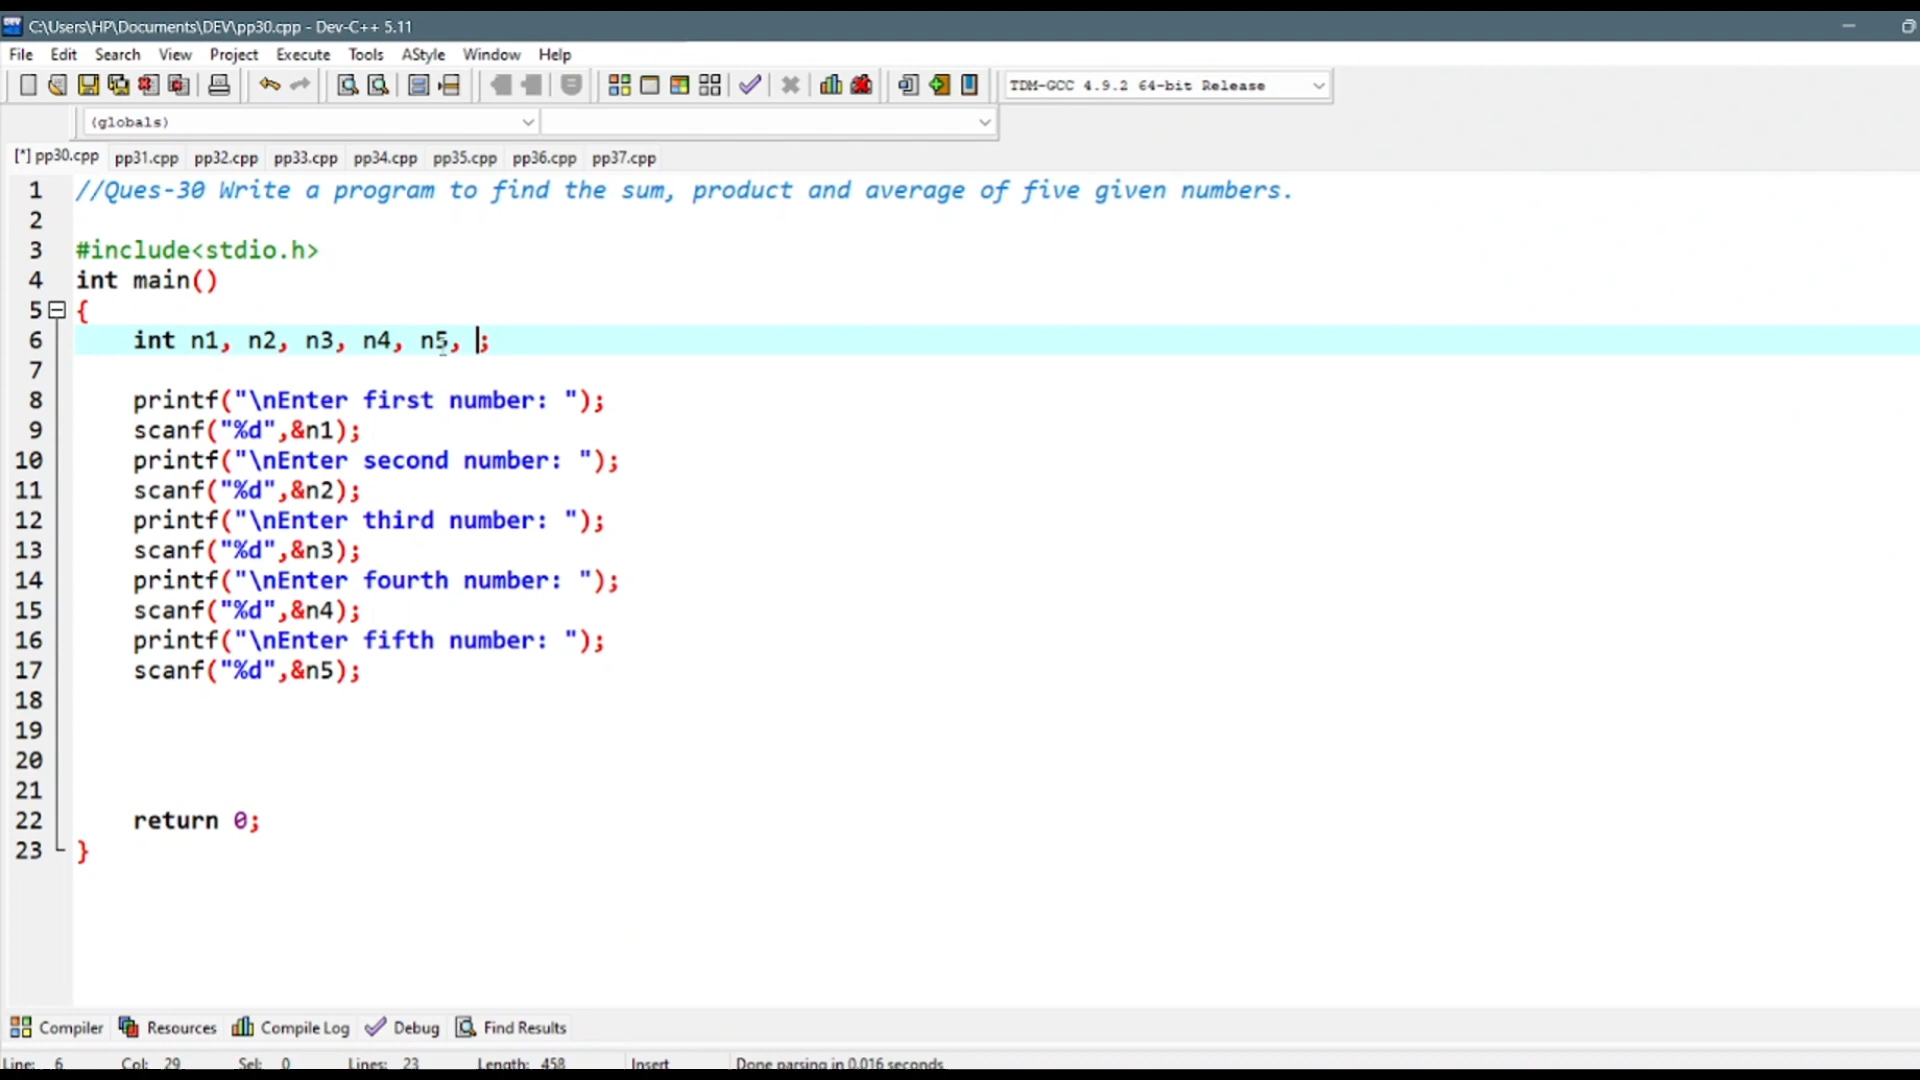 C:\Users\HP\Documents\DEV\pp30.cpp - Dev-C++ 5.11
File Edit Search View Project Execute Tools AStyle Window Help
TDM-GCC 4.9.2 64-bit Release
(globals)
[*] pp30.cpp pp31.cpp pp32.cpp pp33.cpp pp34.cpp pp35.cpp pp36.cpp pp37.cpp
1 //Ques-30 Write a program to find the sum, product and average of five given numbers.
2
3 #include<stdio.h>
4 int main()
5 {
6 int n1, n2, n3, n4, n5, ;
7
8 printf("\nEnter first number: ");
9 scanf("%d",&n1);
10 printf("\nEnter second number: ");
11 scanf("%d",&n2);
12 printf("\nEnter third number: ");
13 scanf("%d",&n3);
14 printf("\nEnter fourth number: ");
15 scanf("%d",&n4);
16 printf("\nEnter fifth number: ");
17 scanf("%d",&n5);
18
19
20
21
22 return 0;
23 }
Compiler Resources Compile Log Debug Find Results
Line: 6 Col: 29 Sel: 0 Lines: 23 Length: 458 Insert Done parsing in 0.016 seconds